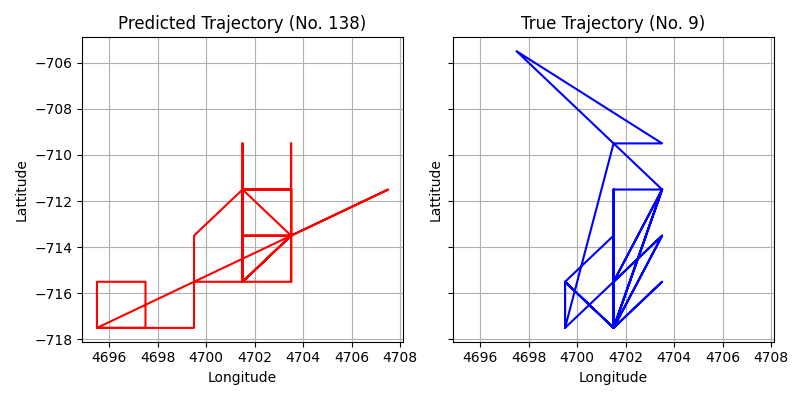 Predicted Trajectory (No. 138)
True Trajectory (No. 9)
−706
−708
−710
−712
−714
−716
−718
Lattitude
Lattitude
4696 4698 4700 4702 4704 4706 4708
4696 4698 4700 4702 4704 4706 4708
Longitude
Longitude